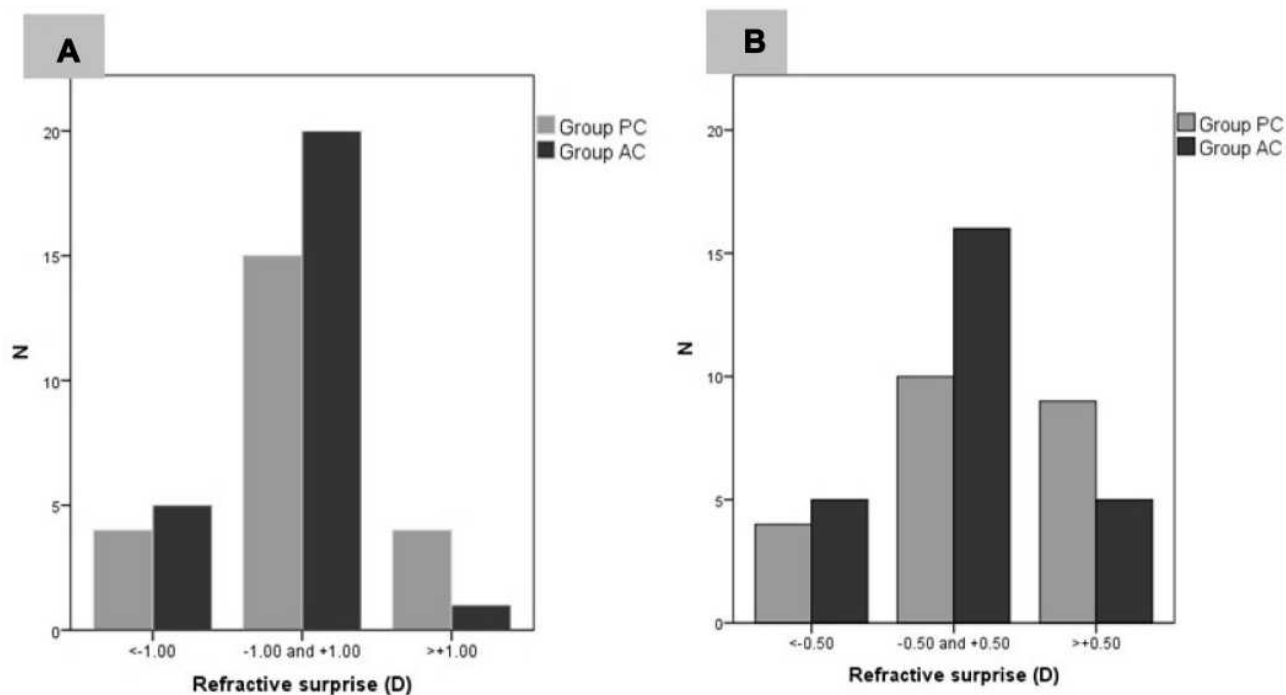 A
20
15
10
5
0
N
<-1.00
-1.00 and +1.00
>+1.00
Refractive surprise (D)
Group PC
Group AC
B
20
15
10
5
0
N
<-0.50
-0.50 and +0.50
>+0.50
Refractive surprise (D)
Group PC
Group AC